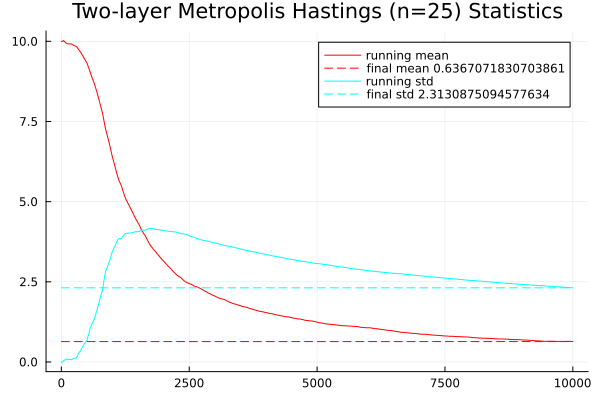 Two-layer Metropolis Hastings (n=25) Statistics
10.0
running mean
final mean 0.6367071830703861
running std
final std 2.3130875094577634
7.5
5.0
2.5
0.0
0
2500
5000
7500
10000